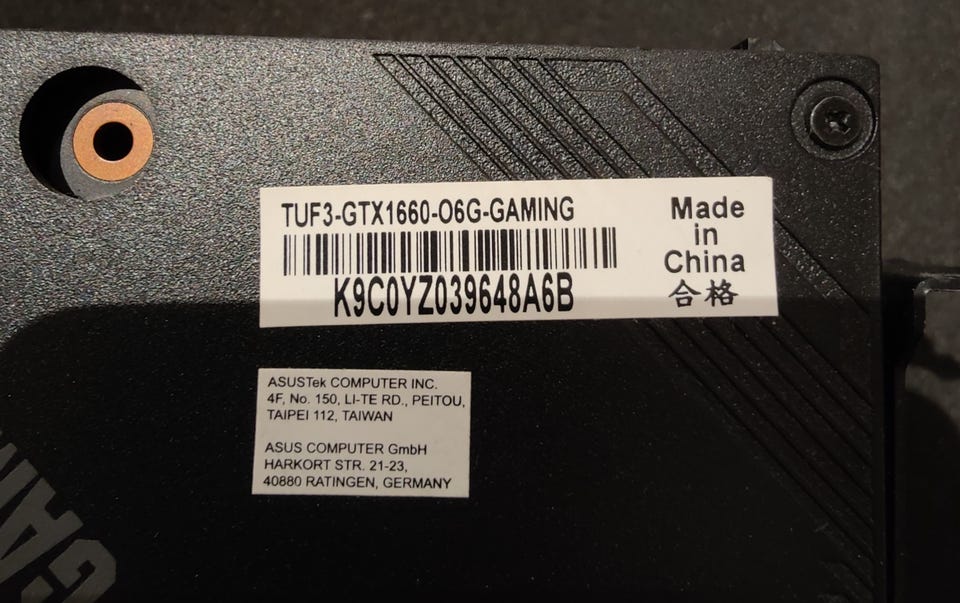 TUF3-GTX1660-O6G-GAMING
K9C0YZ039648A6B
Made
in
China
合格
ASUSTek COMPUTER INC.
4F, No. 150, LI-TE RD., PEITOU,
TAIPEI 112, TAIWAN
ASUS COMPUTER GmbH
HARKORT STR. 21-23,
40880 RATINGEN, GERMANY